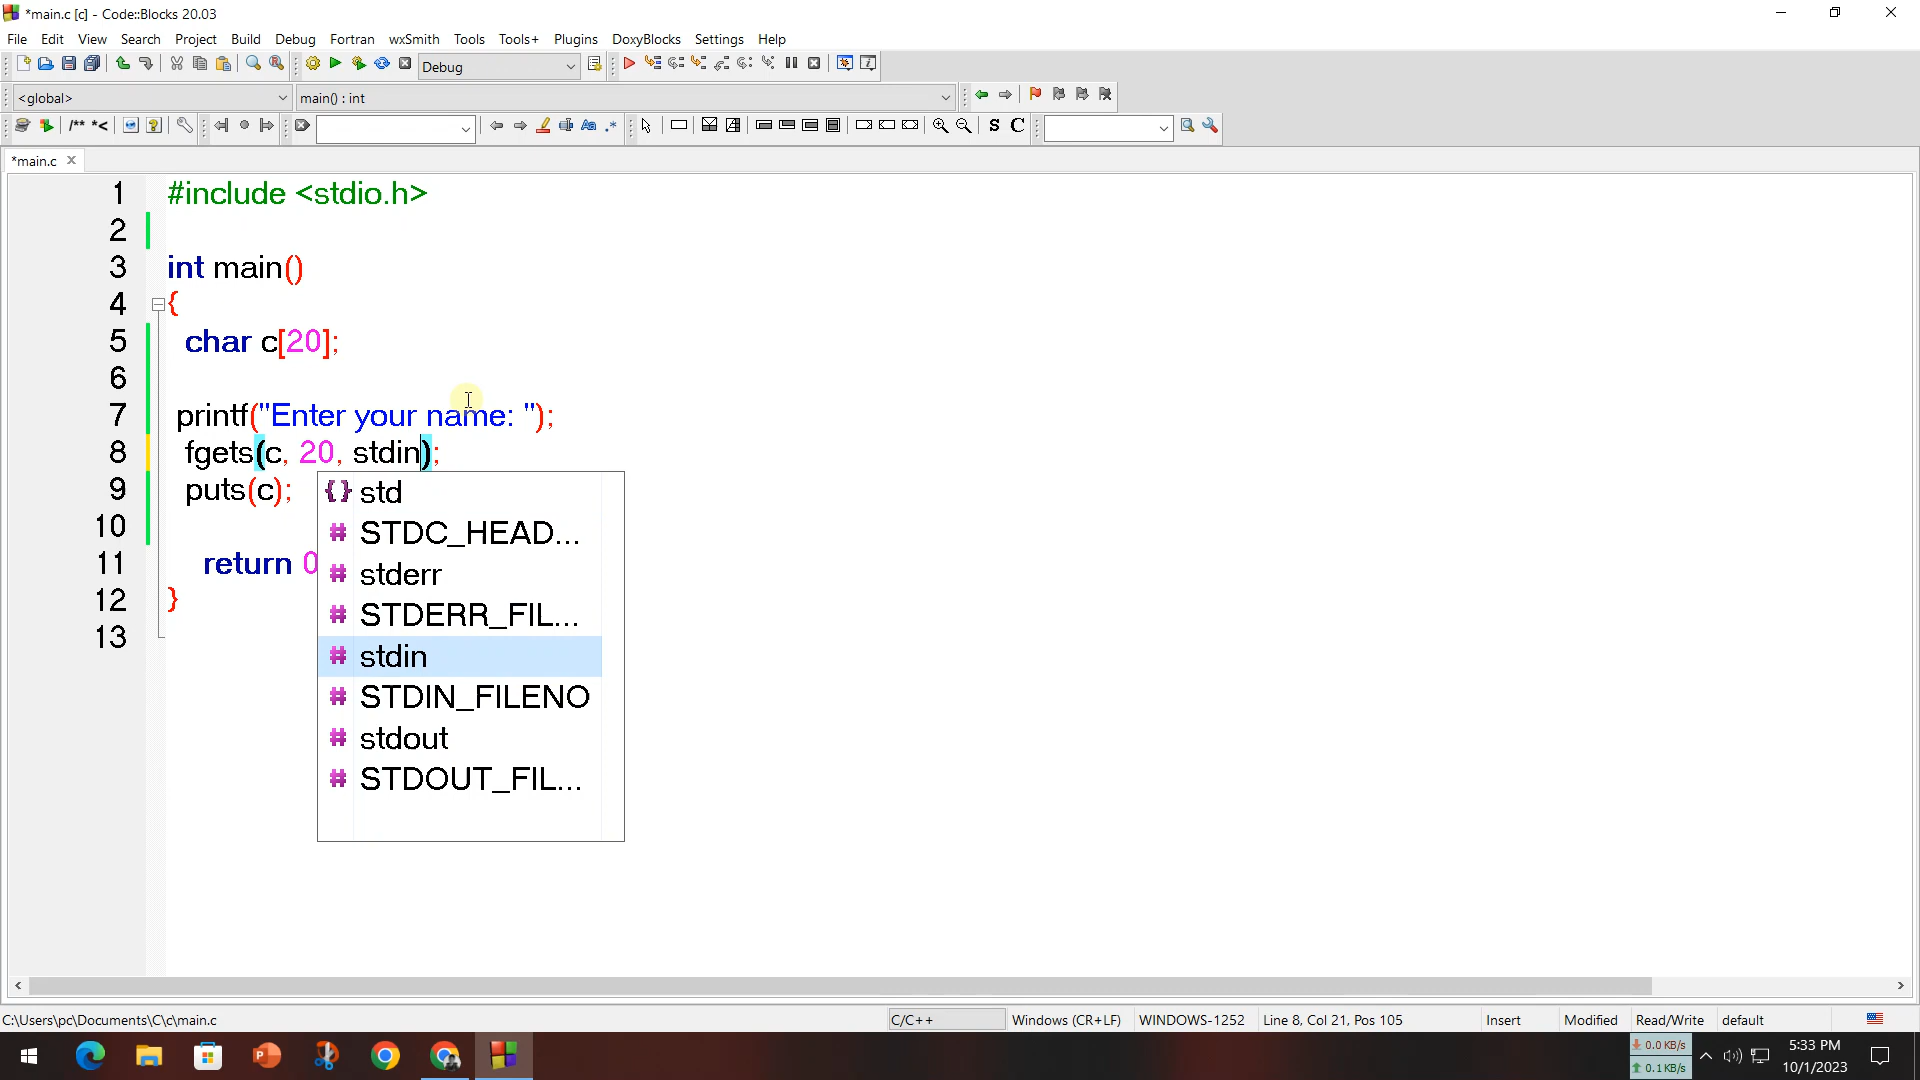 *main.c [c] - Code::Blocks 20.03
File Edit View Search Project Build Debug Fortran wxSmith Tools Tools+ Plugins DoxyBlocks Settings Help
Debug
<global> main() : int
/** *< Aa .* S C
*main.c
1 #include <stdio.h>
2
3 int main()
4 {
5 char c[20];
6
7 printf("Enter your name: ");
8 fgets(c, 20, stdin);
9 puts(c);
10
11 return 0
12 }
13
{} std
# STDC_HEAD...
# stderr
# STDERR_FIL...
# stdin
# STDIN_FILENO
# stdout
# STDOUT_FIL...
C:\Users\pc\Documents\C\c\main.c C/C++ Windows (CR+LF) WINDOWS-1252 Line 8, Col 21, Pos 105 Insert Modified Read/Write default
0.0 KB/s
0.1 KB/s
5:33 PM
10/1/2023